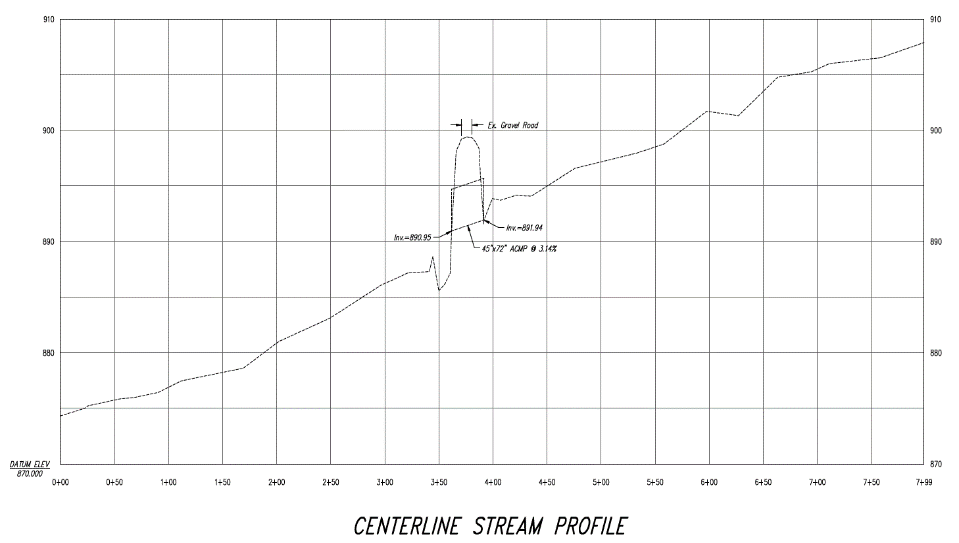 910
910
900
900
Ex. Gravel Road
Inv.=891.94
Inv.=890.95
890
890
45"x72" ACMP @ 3.14%
880
880
DATUM ELEV
870.000
870
0+00 0+50 1+00 1+50 2+00 2+50 3+00 3+50 4+00 4+50 5+00 5+50 6+00 6+50 7+00 7+50 7+99
CENTERLINE STREAM PROFILE